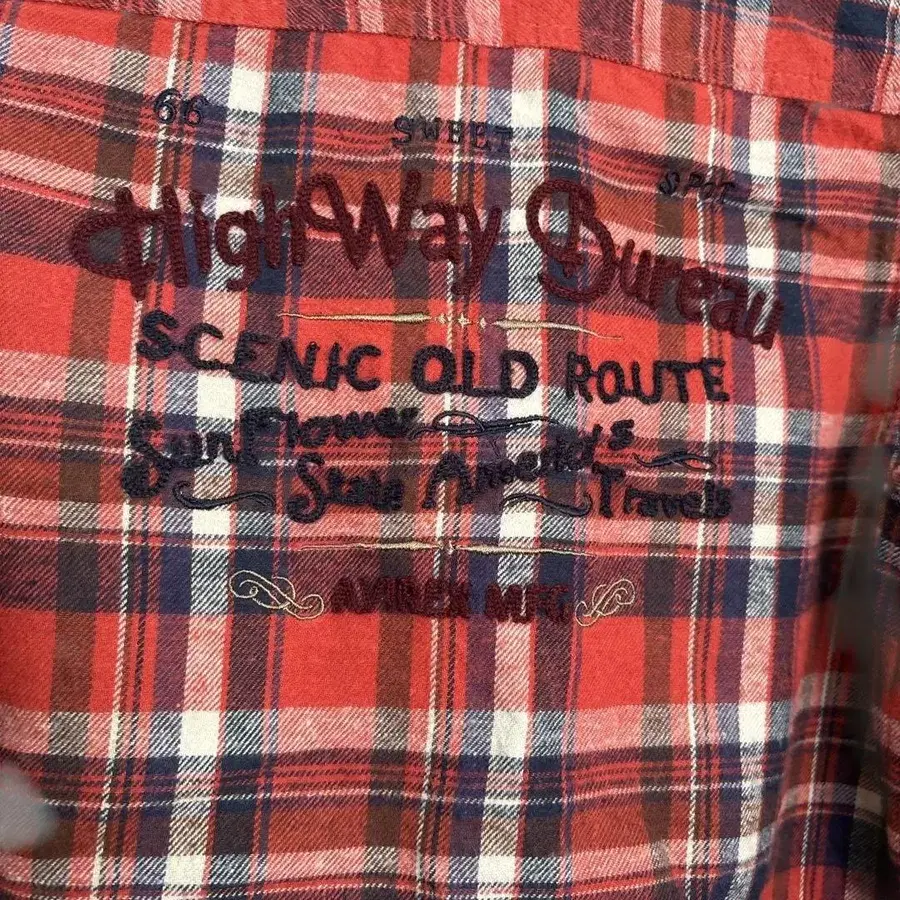 66 SWEET SPOT
HighWay Bureau
SCENIC OLD ROUTE
SunFlower
State America's
Travels
AVIREX MFG